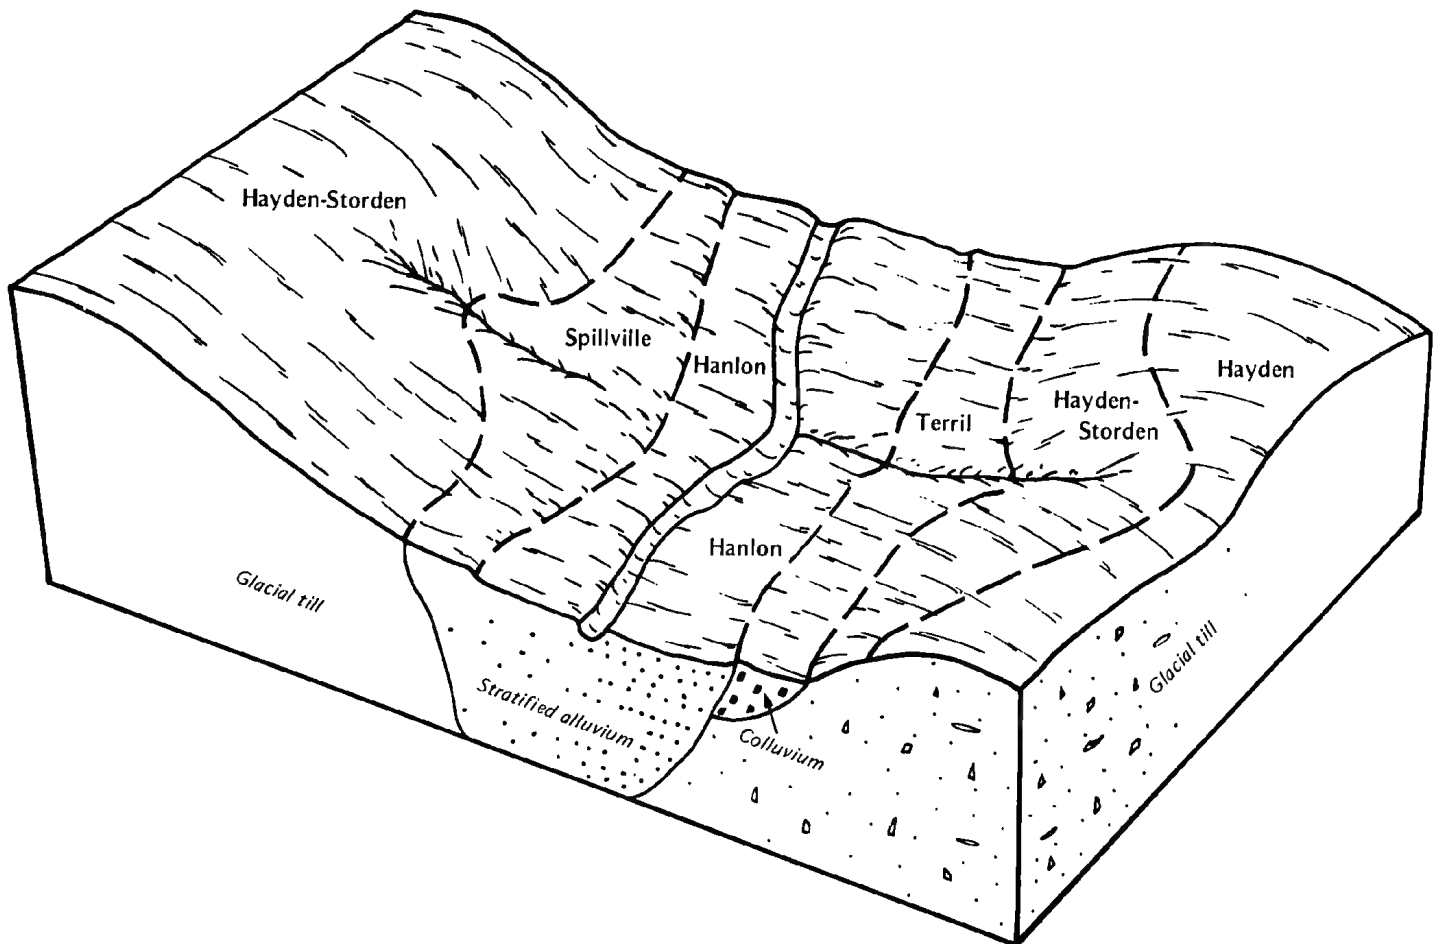 Hayden-Storden
Spillville
Hanlon
Hayden
Terril
Hayden-
Storden
Hanlon
Glacial till
Stratified alluvium
Colluvium
Glacial till